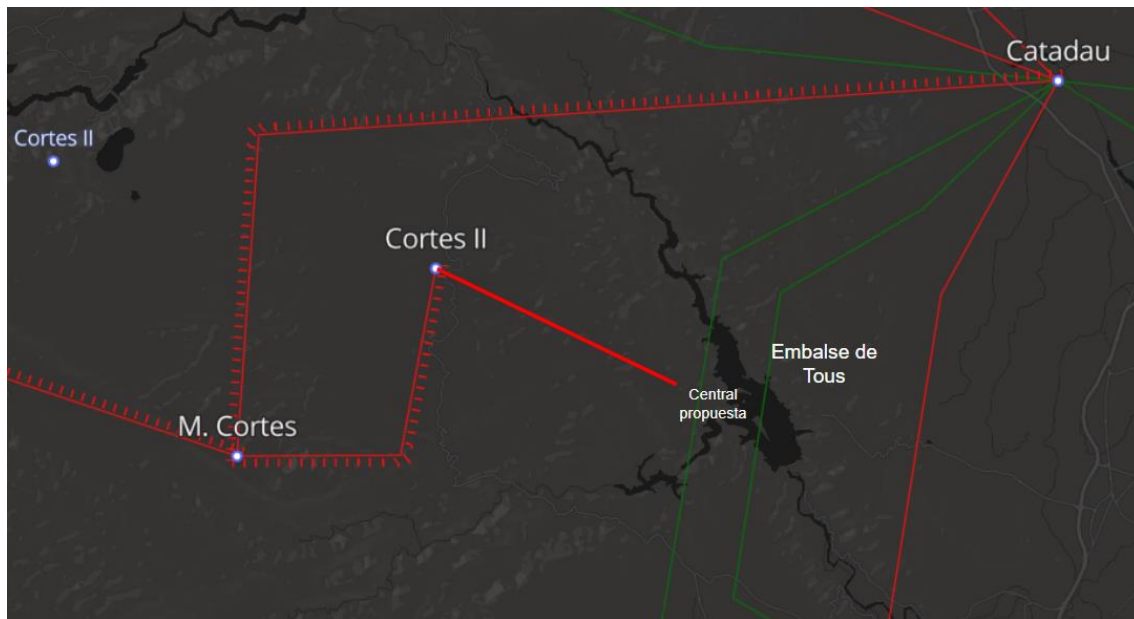 Catadau
Cortes II
Cortes II
Embalse de
Tous
Central
propuesta
M. Cortes